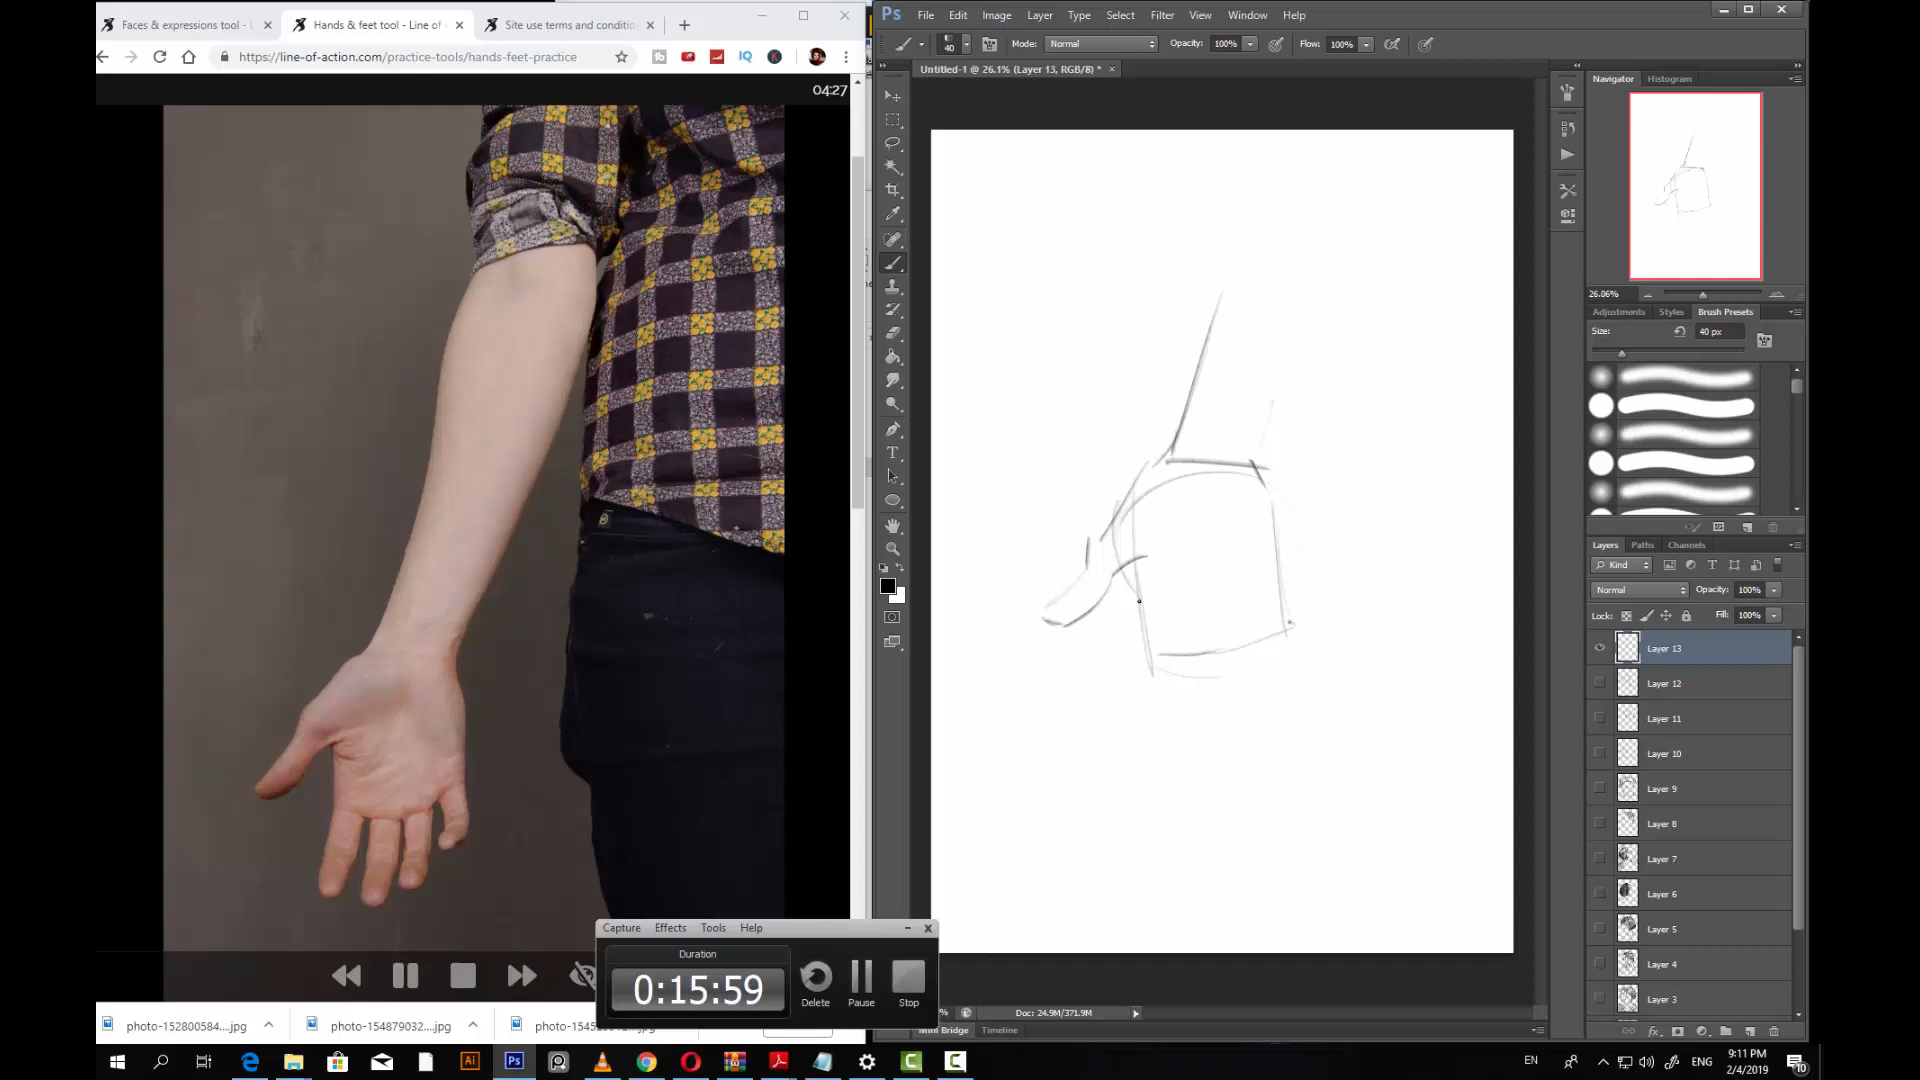 Faces & expressions tool -
Hands & feet tool - Line of
Site use terms and conditio
https://line-of-action.com/practice-tools/hands-feet-practice
04:27
Ps File Edit Image Layer Type Select Filter View Window Help
40 Mode: Normal Opacity: 100% Flow: 100%
Untitled-1 @ 26.1% (Layer 13, RGB/8) *
Navigator Histogram
26.06%
Adjustments Styles Brush Presets
Size: 40 px
Layers Paths Channels
Kind
Normal Opacity: 100%
Lock: Fill: 100%
Layer 13
Layer 12
Layer 11
Layer 10
Layer 9
Layer 8
Layer 7
Layer 6
Layer 5
Layer 4
Layer 3
Capture Effects Tools Help
Duration
0:15:59
Delete Pause Stop
Doc: 24.9M/371.9M
Mini Bridge Timeline
photo-152800584....jpg
photo-154879032....jpg
EN
ENG
9:11 PM
2/4/2019
10